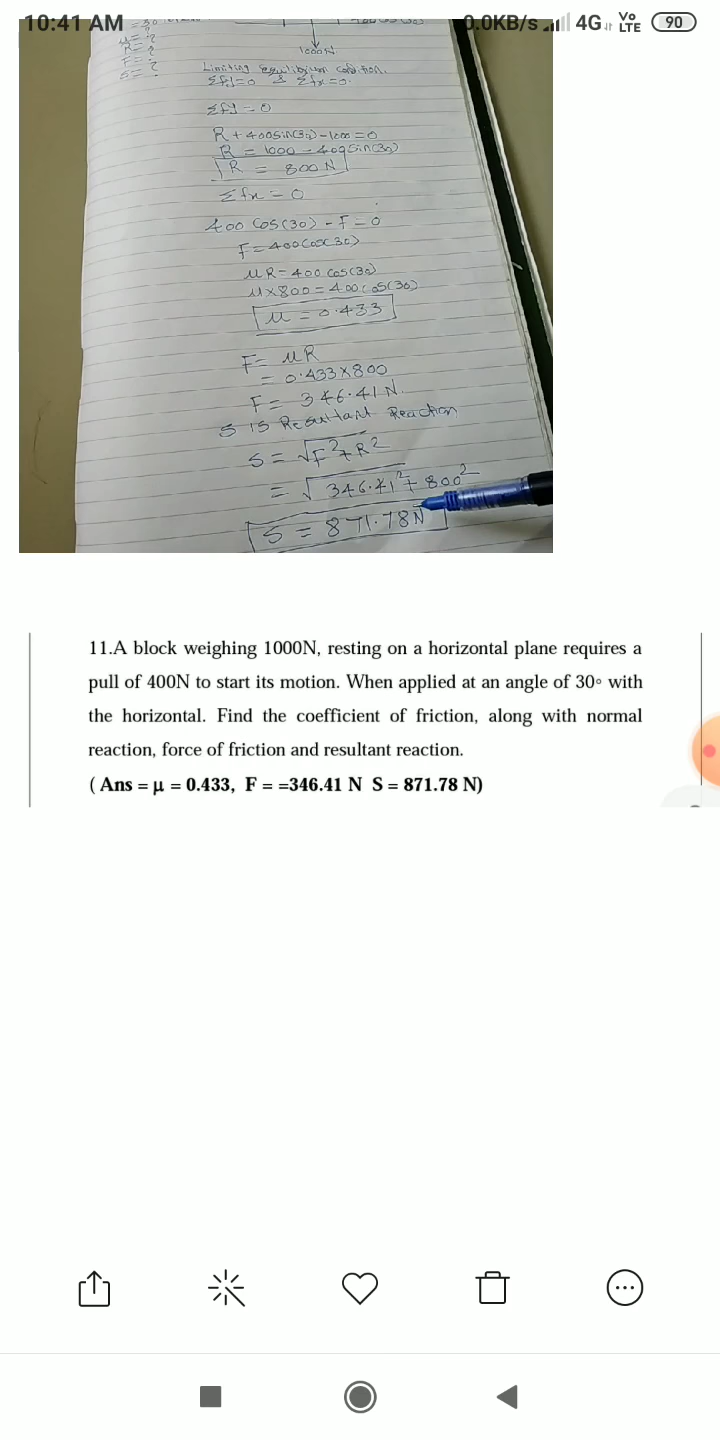 10:41 AM
0.0KB/s 4G Vo LTE 90
1000N
R = ?
F = ?
S = ?
Limiting equilibrium condition.
Σfy=0 & Σfx=0
Σfy = 0
R + 400sin(30) - 1000 = 0
R = 1000 - 400sin(30)
R = 800 N
Σfx = 0
400 cos(30) - F = 0
F = 400 cos(30)
μR = 400 cos(30)
μ×800 = 400 cos(30)
μ = 0.433
F = μR
= 0.433×800
F = 346.41 N.
S is Resultant Reaction
S = √F²+R²
= √346.41²+800²
S = 871.78N
11.A block weighing 1000N, resting on a horizontal plane requires a
pull of 400N to start its motion. When applied at an angle of 30° with
the horizontal. Find the coefficient of friction, along with normal
reaction, force of friction and resultant reaction.
( Ans = μ = 0.433, F = =346.41 N S = 871.78 N)